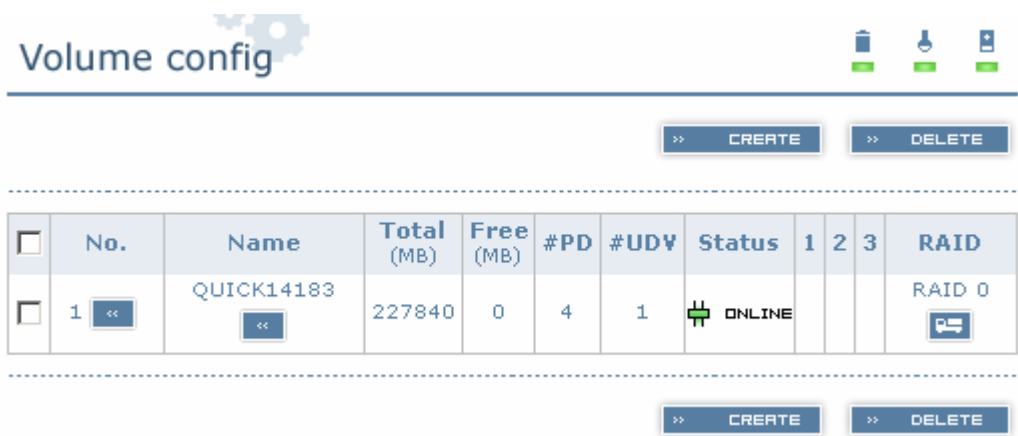 Volume config
» CREATE » DELETE
No. Name Total (MB) Free (MB) #PD #UDV Status 1 2 3 RAID
1 « QUICK14183 « 227840 0 4 1 ONLINE RAID 0
» CREATE » DELETE